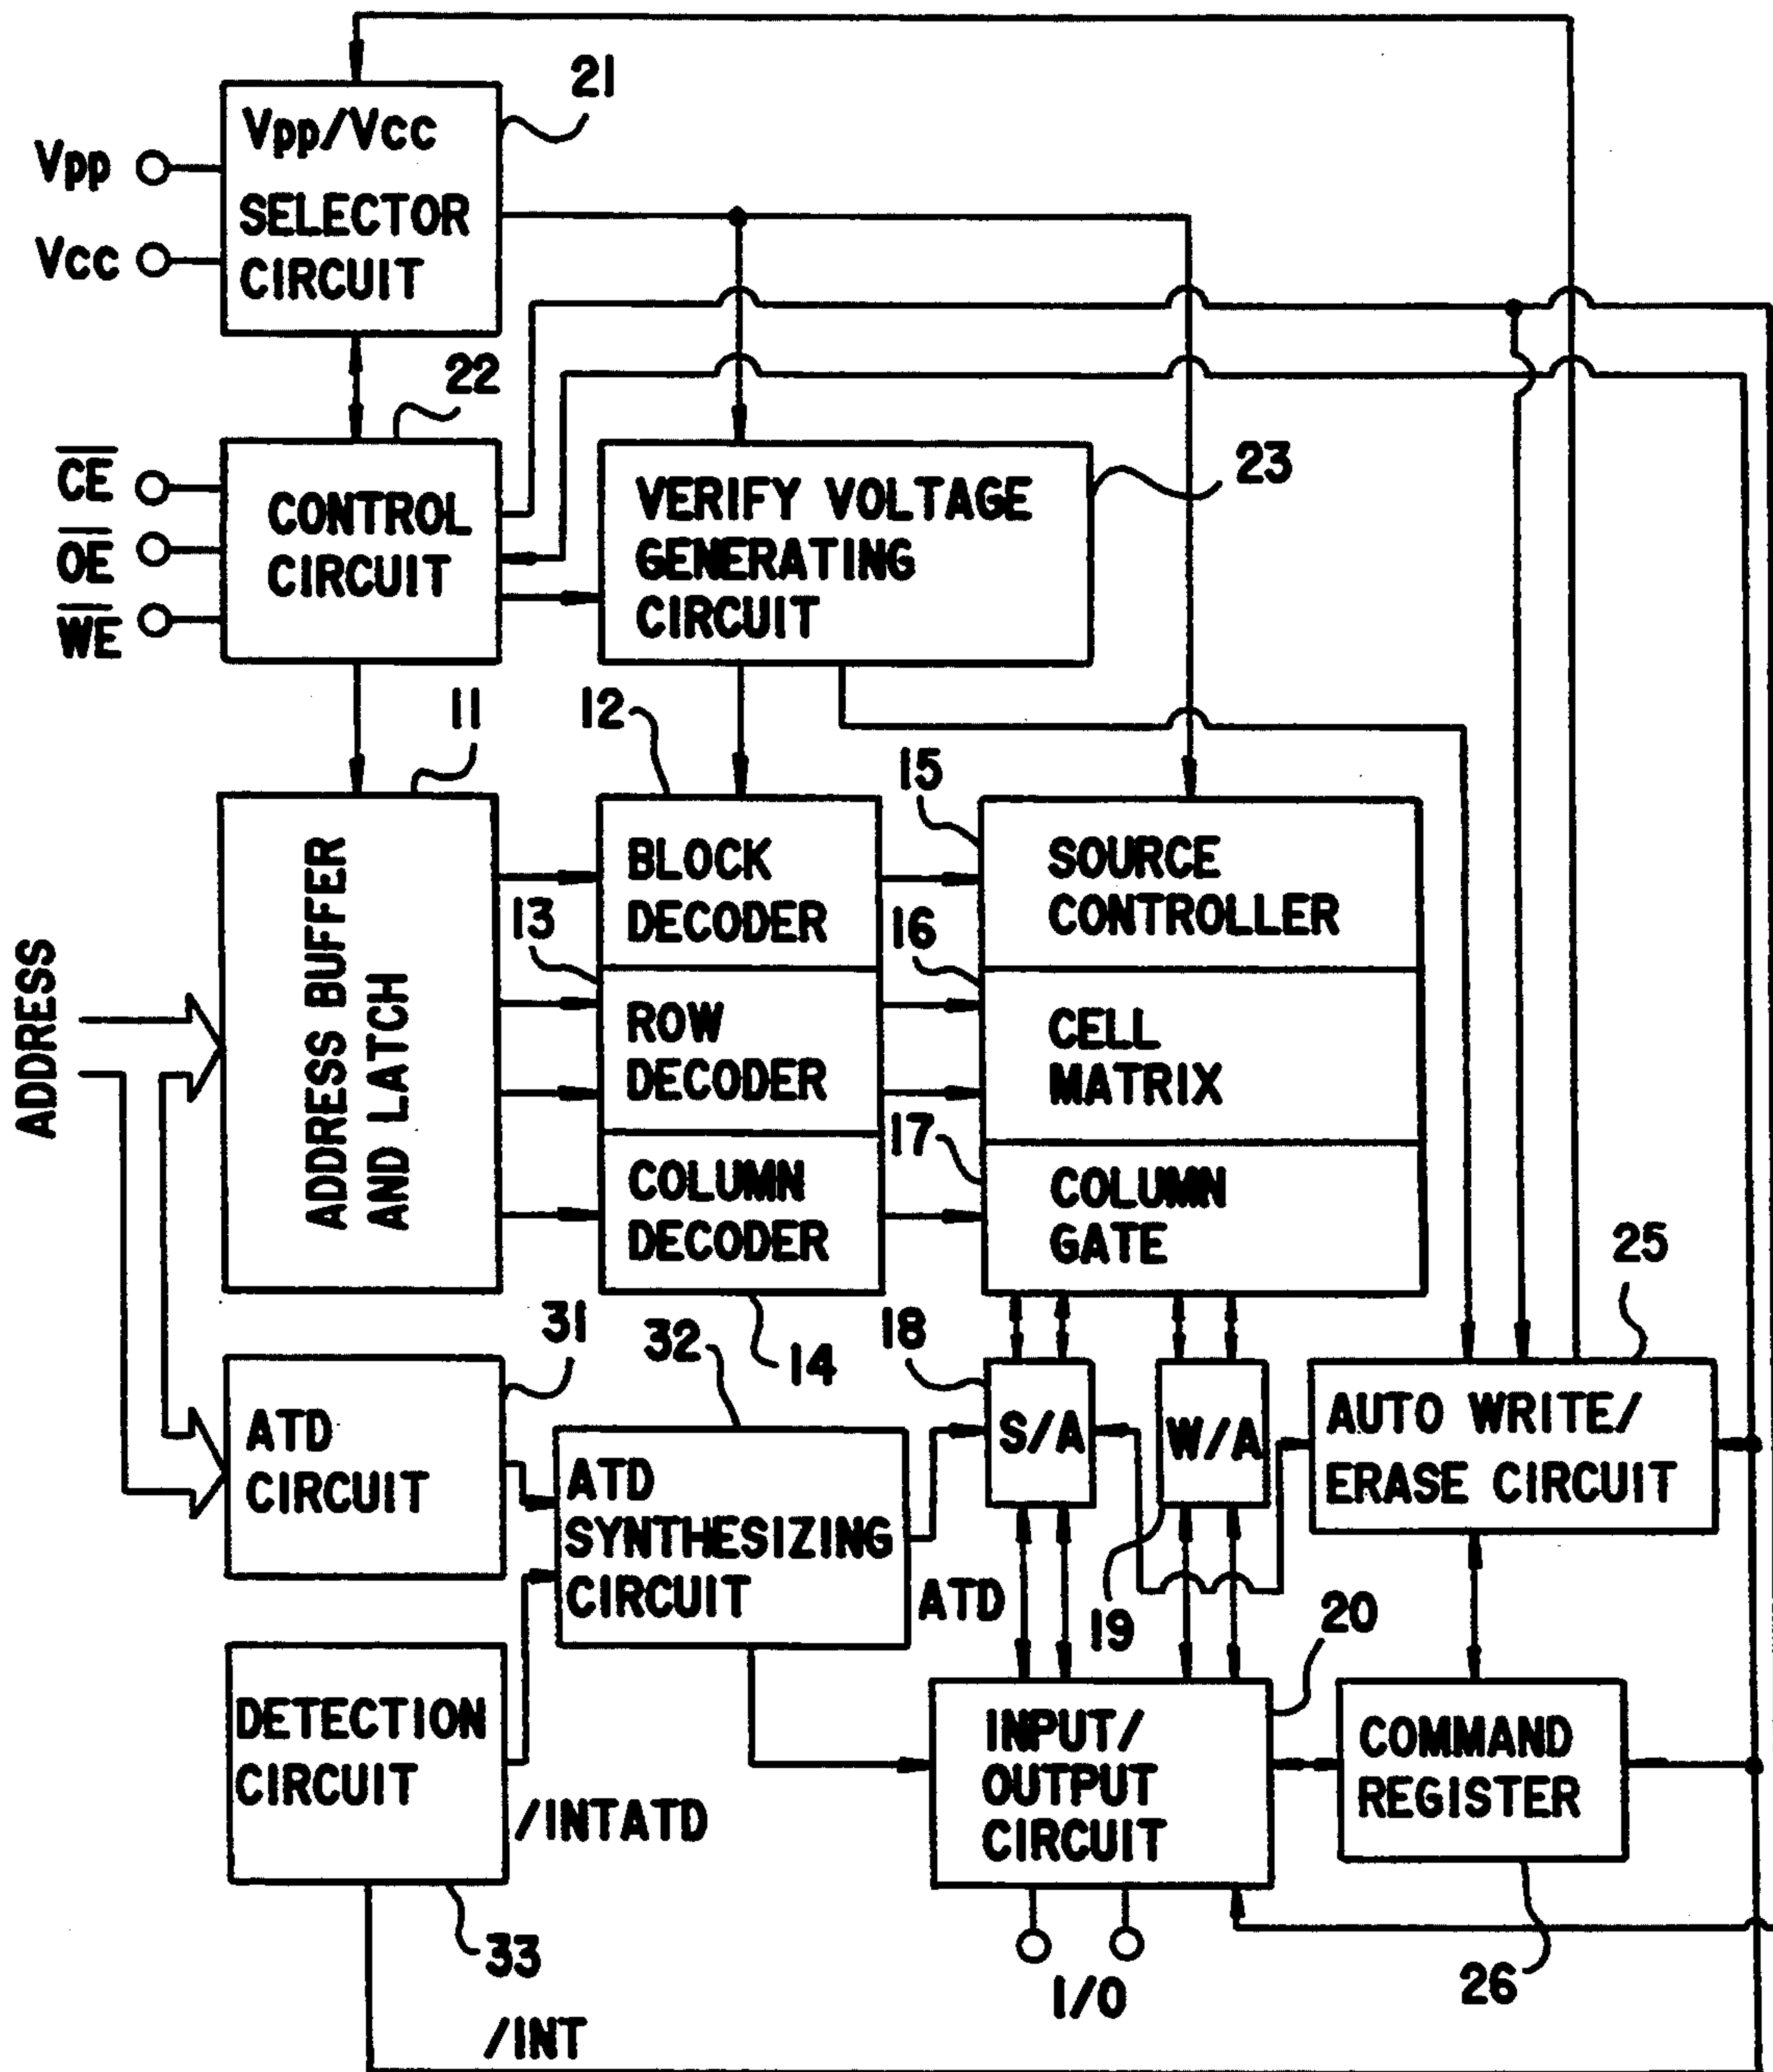 21
Vpp/Vcc
SELECTOR
CIRCUIT
Vpp
Vcc
22
CE
OE
WE
CONTROL
CIRCUIT
23
VERIFY VOLTAGE
GENERATING
CIRCUIT
11
12
15
ADDRESS
ADDRESS BUFFER
AND LATCH
BLOCK
DECODER
13
ROW
DECODER
COLUMN
DECODER
14
SOURCE
CONTROLLER
16
CELL
MATRIX
17
COLUMN
GATE
25
31
32
18
ATD
CIRCUIT
ATD
SYNTHESIZING
CIRCUIT
ATD
S/A
W/A
19
AUTO WRITE/
ERASE CIRCUIT
20
DETECTION
CIRCUIT
/INTATD
33
INPUT/
OUTPUT
CIRCUIT
COMMAND
REGISTER
26
I/O
/INT